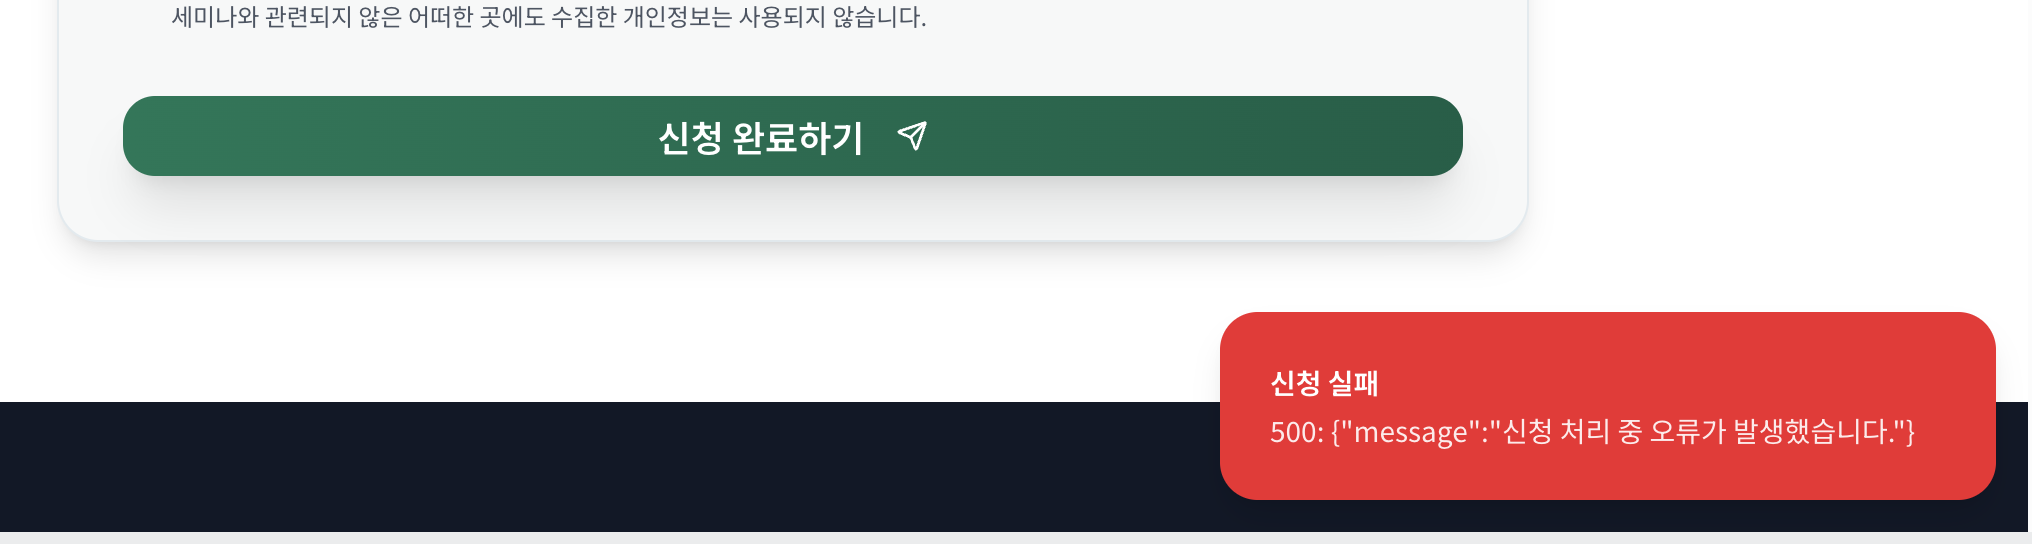 세미나와 관련되지 않은 어떠한 곳에도 수집한 개인정보는 사용되지 않습니다.
신청 완료하기
신청 실패
500: {"message":"신청 처리 중 오류가 발생했습니다."}